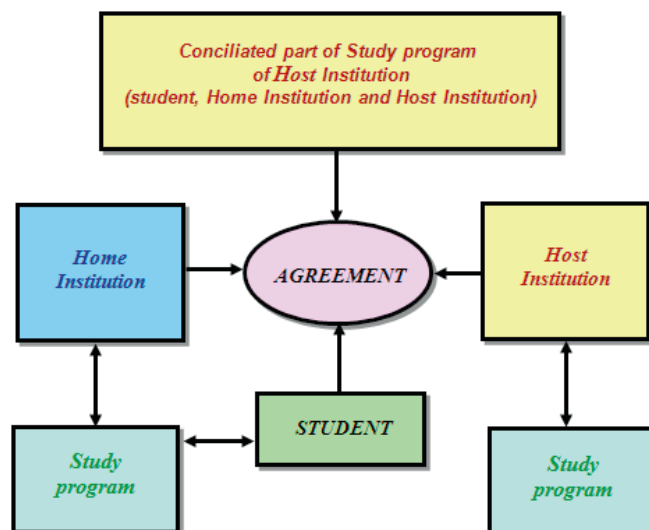 Conciliated part of Study program
of Host Institution
(student, Home Institution and Host Institution)
Home
Institution
AGREEMENT
Host
Institution
STUDENT
Study
program
Study
program